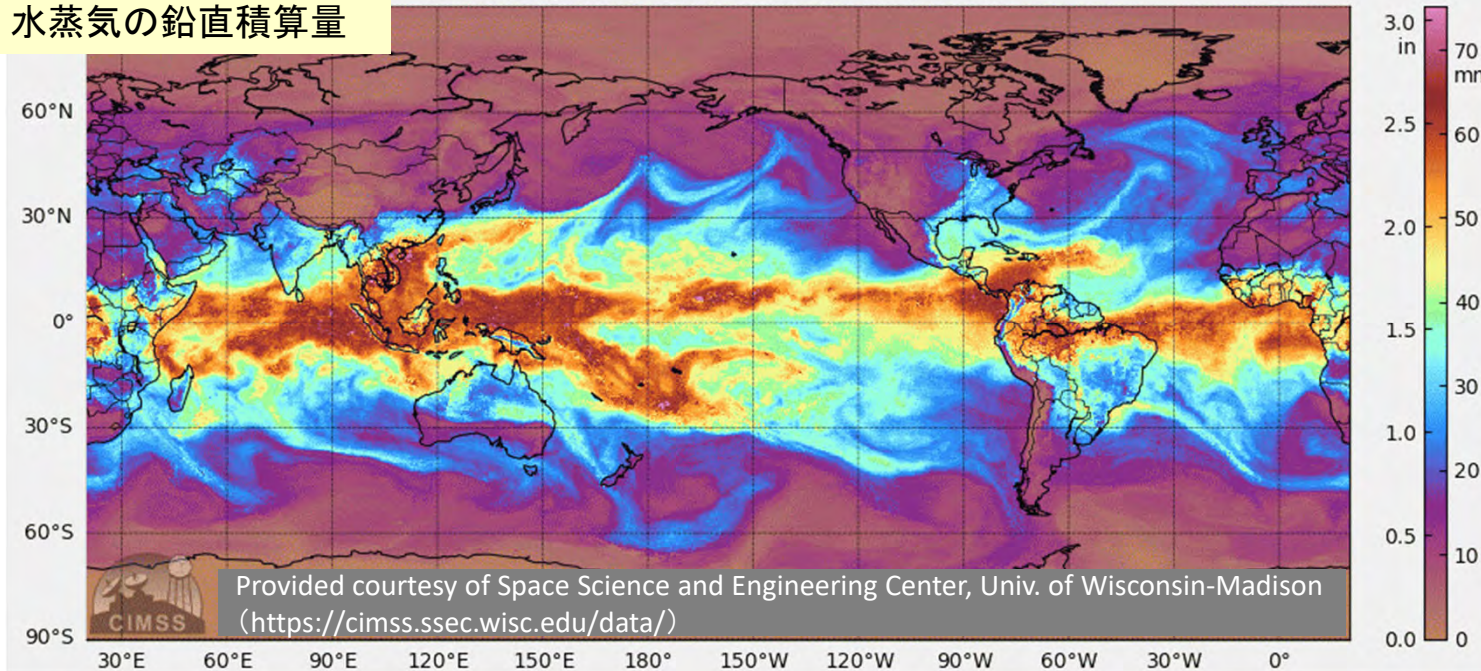 水蒸気の鉛直積算量
3.0
in
70
mm
60°N
2.5
60
30°N
2.0
50
0°
1.5
40
30
30°S
1.0
20
60°S
0.5
10
CIMSS
Provided courtesy of Space Science and Engineering Center, Univ. of Wisconsin-Madison
（https://cimss.ssec.wisc.edu/data/）
90°S
0.0
0
30°E 60°E 90°E 120°E 150°E 180° 150°W 120°W 90°W 60°W 30°W 0°